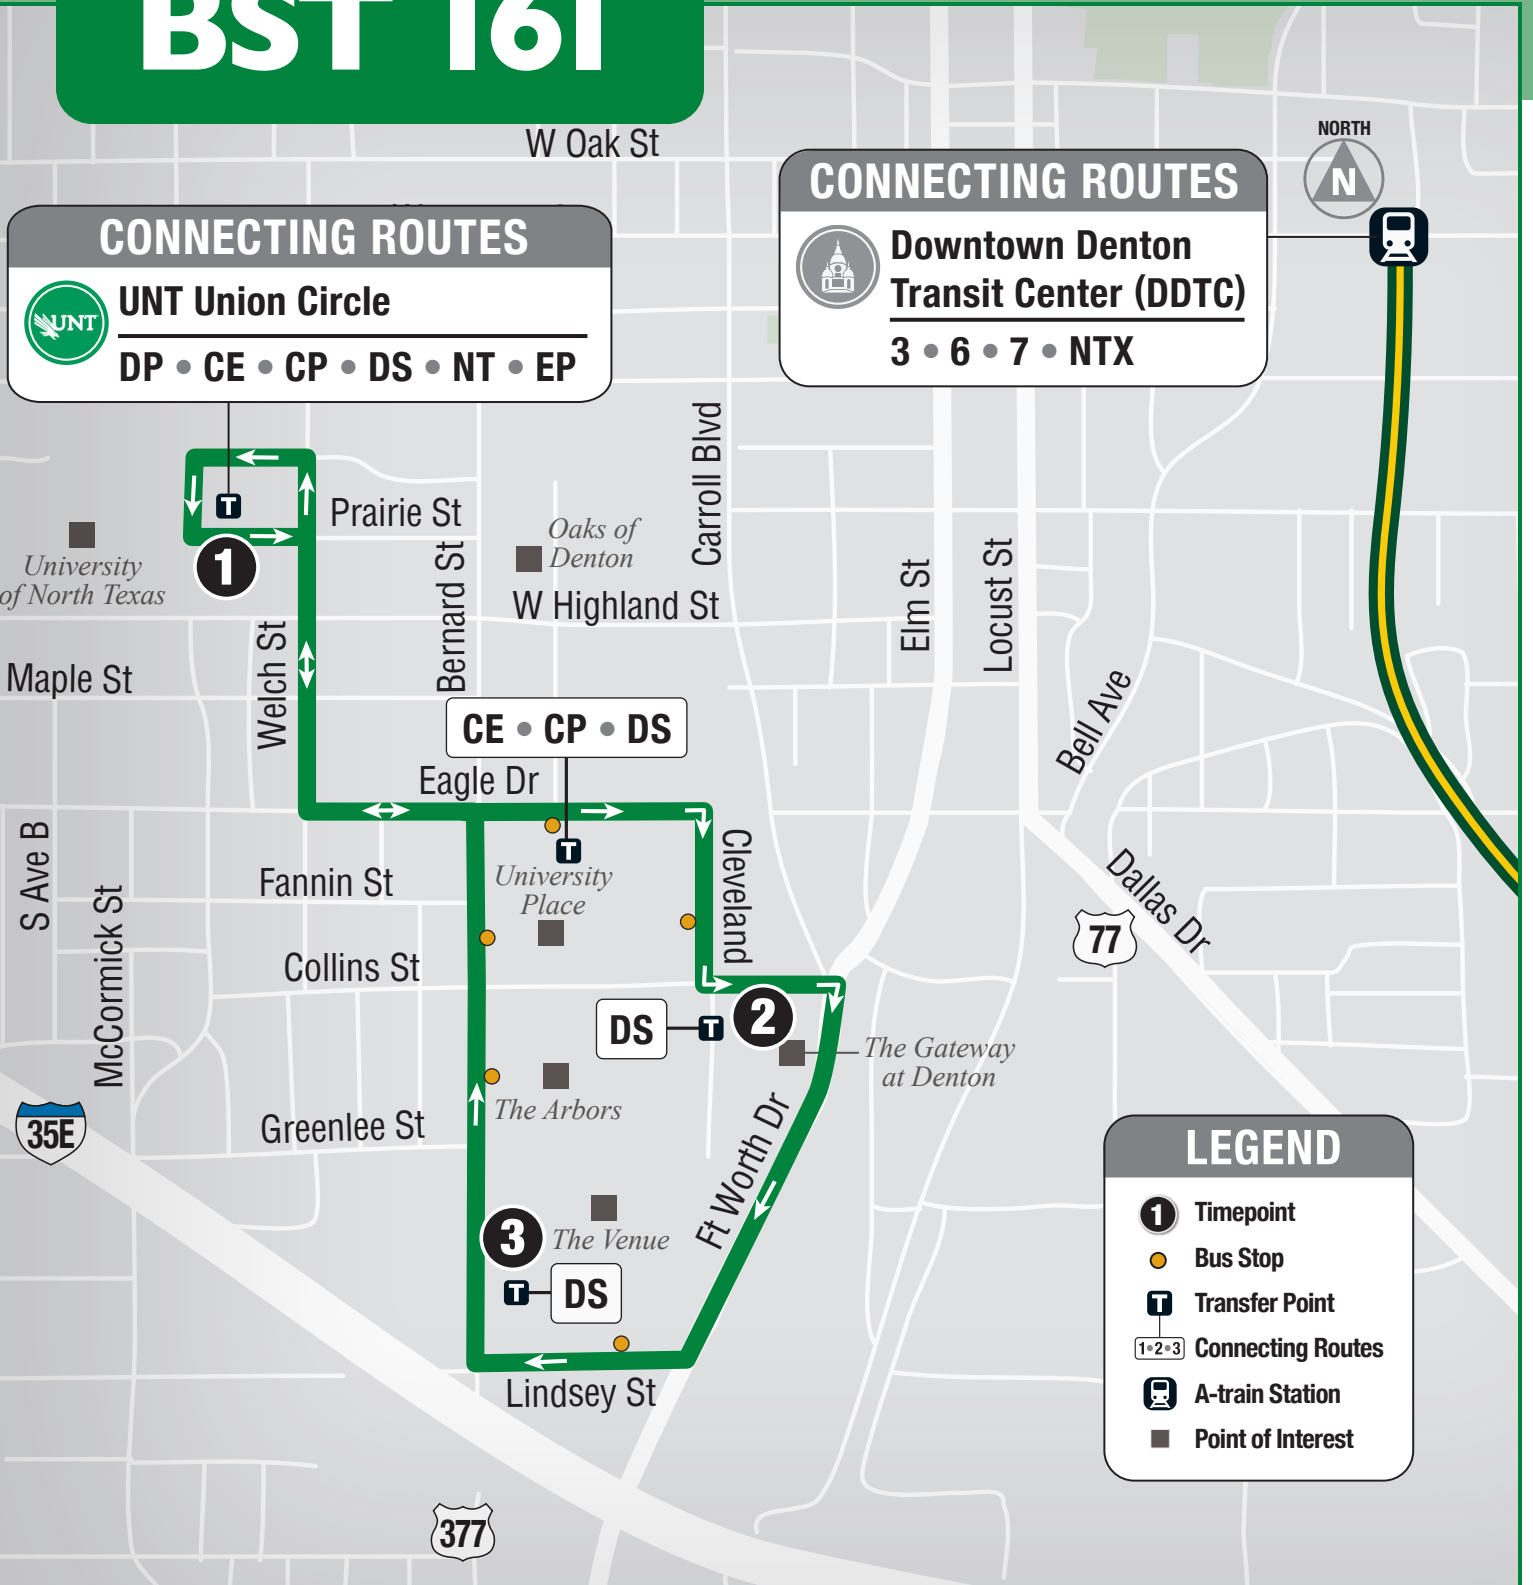 BST 161
W Oak St
NORTH
N
CONNECTING ROUTES
Downtown Denton
Transit Center (DDTC)
3 • 6 • 7 • NTX
CONNECTING ROUTES
UNT
UNT Union Circle
DP • CE • CP • DS • NT • EP
T
1
Prairie St
University
of North Texas
Oaks of
Denton
W Highland St
Carroll Blvd
Bernard St
Elm St
Locust St
Welch St
Maple St
Bell Ave
CE • CP • DS
Eagle Dr
T
University
Place
Cleveland
S Ave B
McCormick St
Fannin St
Collins St
77
Dallas Dr
DS
T
2
The Gateway
at Denton
35E
The Arbors
Greenlee St
Ft Worth Dr
3
The Venue
T
DS
Lindsey St
377
LEGEND
1 Timepoint
Bus Stop
T Transfer Point
1•2•3 Connecting Routes
A-train Station
Point of Interest